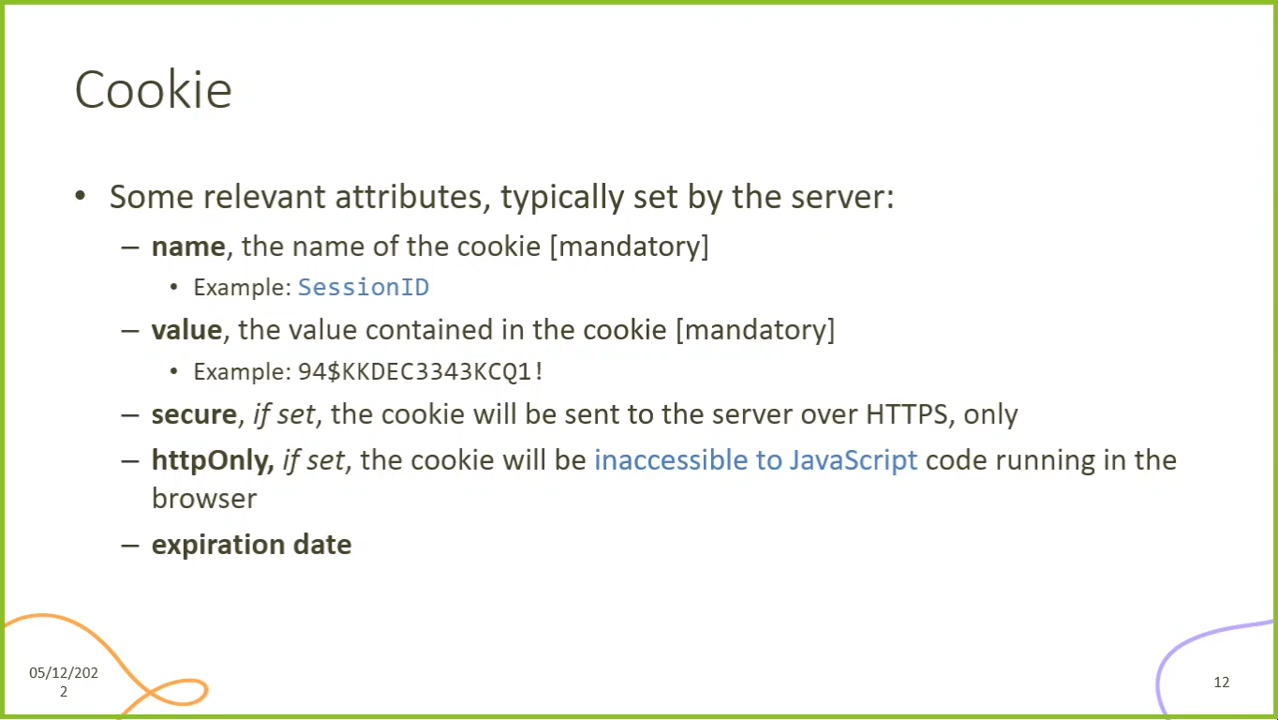 Cookie
• Some relevant attributes, typically set by the server:
– name, the name of the cookie [mandatory]
• Example: SessionID
– value, the value contained in the cookie [mandatory]
• Example: 94$KKDEC3343KCQ1!
– secure, if set, the cookie will be sent to the server over HTTPS, only
– httpOnly, if set, the cookie will be inaccessible to JavaScript code running in the
browser
– expiration date
05/12/202
2
12